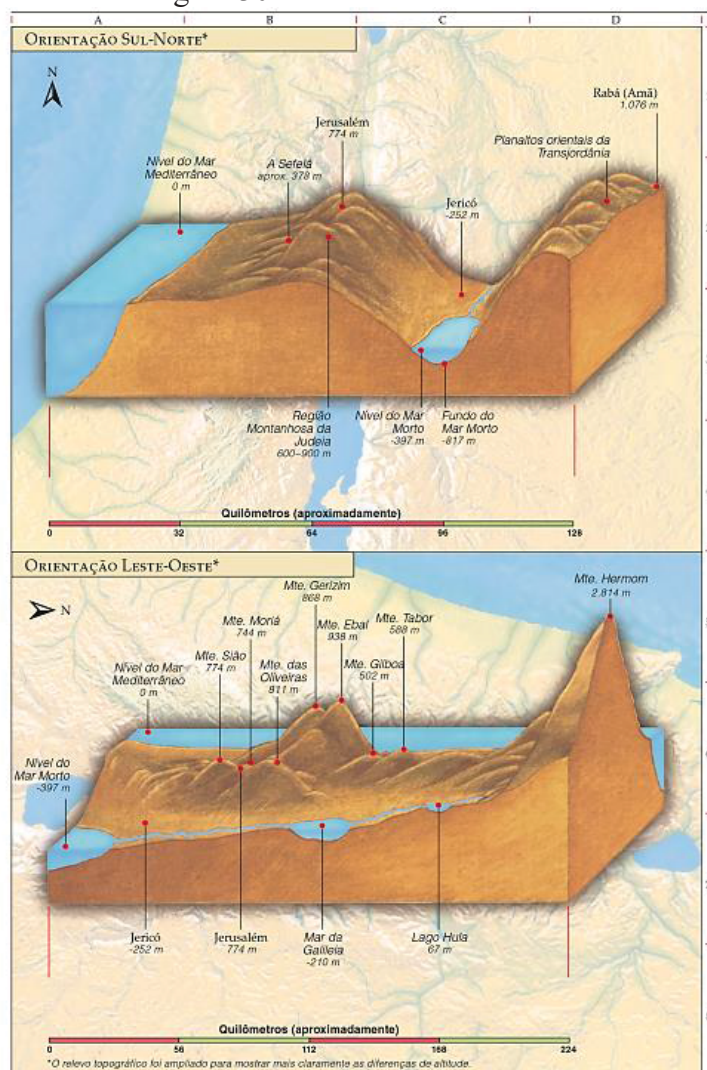 A B C D
ORIENTAÇÃO SUL-NORTE*
N
Rabá (Amã)
1.076 m
Jerusalém
774 m
Planaltos orientais da
Transjordânia
Nível do Mar
Mediterrâneo
0 m
A Sefelá
aprox. 378 m
Jericó
-252 m
Região
Montanhosa da
Judeia
600–900 m
Nível do Mar
Morto
-397 m
Fundo do
Mar Morto
-817 m
Quilômetros (aproximadamente)
0 32 64 96 128
ORIENTAÇÃO LESTE-OESTE*
N
Mte. Hermom
2.814 m
Mte. Gerizim
868 m
Mte. Moriá
744 m
Mte. Ebal
938 m
Mte. Tabor
588 m
Mte. Sião
774 m
Mte. das
Oliveiras
811 m
Mte. Gilboa
502 m
Nível do Mar
Mediterrâneo
0 m
Nível do
Mar Morto
-397 m
Jericó
-252 m
Jerusalém
774 m
Mar da
Galileia
-210 m
Lago Hula
67 m
Quilômetros (aproximadamente)
0 56 112 168 224
*O relevo topográfico foi ampliado para mostrar mais claramente as diferenças de altitude.